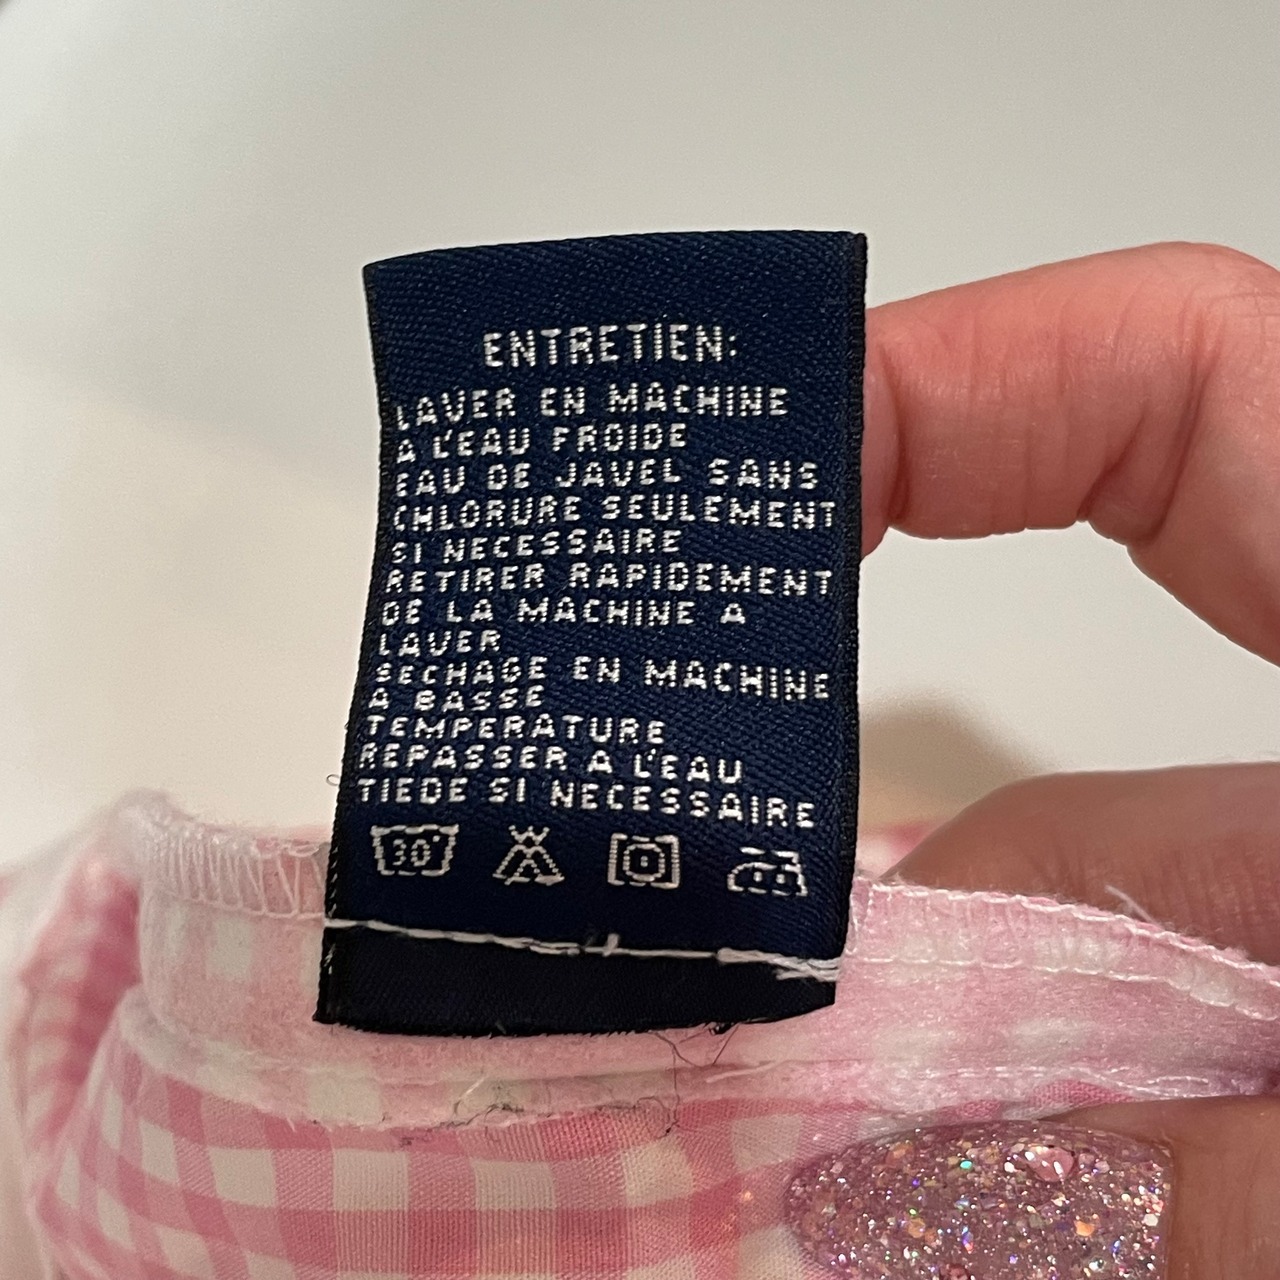 ENTRETIEN:
LAVER EN MACHINE
A L'EAU FROIDE
EAU DE JAVEL SANS
CHLORURE SEULEMENT
SI NECESSAIRE
RETIRER RAPIDEMENT
DE LA MACHINE A
LAVER
SECHAGE EN MACHINE
A BASSE
TEMPERATURE
REPASSER A L'EAU
TIEDE SI NECESSAIRE
30°